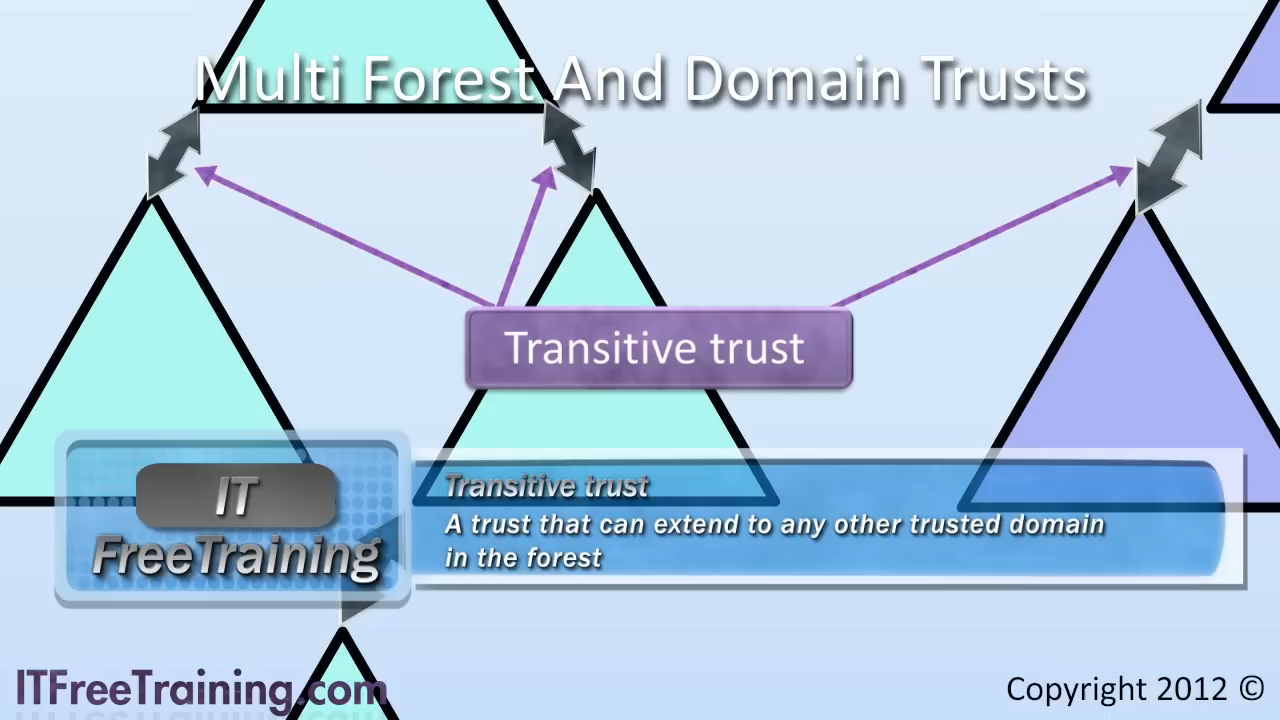 Multi Forest And Domain Trusts
Transitive trust
IT
FreeTraining
Transitive trust
A trust that can extend to any other trusted domain
in the forest
ITFreeTraining.com
Copyright 2012 ©